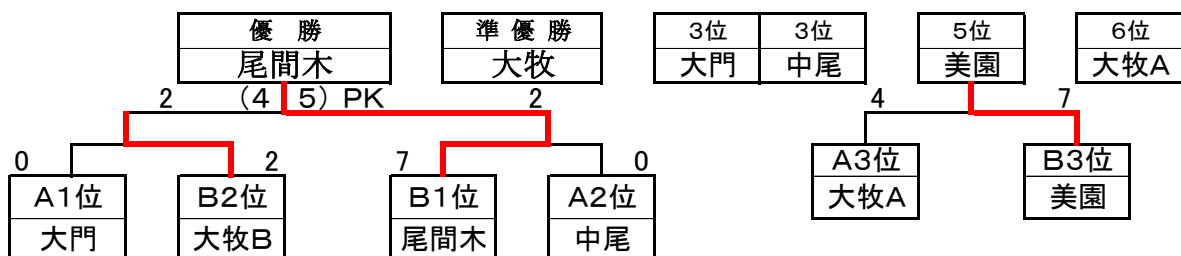 優 勝 準 優 勝 3位 3位 5位 6位
尾間木 大牧 大門 中尾 美園 大牧A
2 (4 5) PK 2 4 7
0 2 7 0
A1位 B2位 B1位 A2位 A3位 B3位
大門 大牧B 尾間木 中尾 大牧A 美園